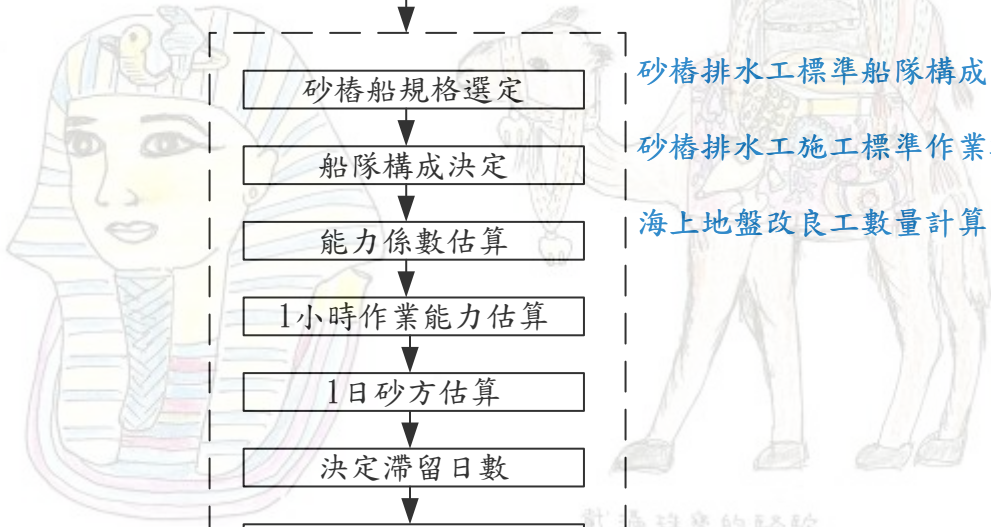 砂樁船規格選定
船隊構成決定
能力係數估算
1小時作業能力估算
1日砂方估算
決定滯留日數
砂樁排水工標準船隊構成
砂樁排水工施工標準作業
海上地盤改良工數量計算